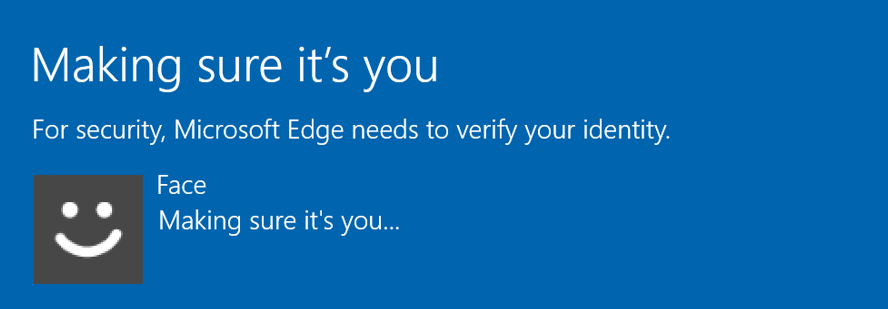 Making sure it’s you
For security, Microsoft Edge needs to verify your identity.
Face
Making sure it's you...